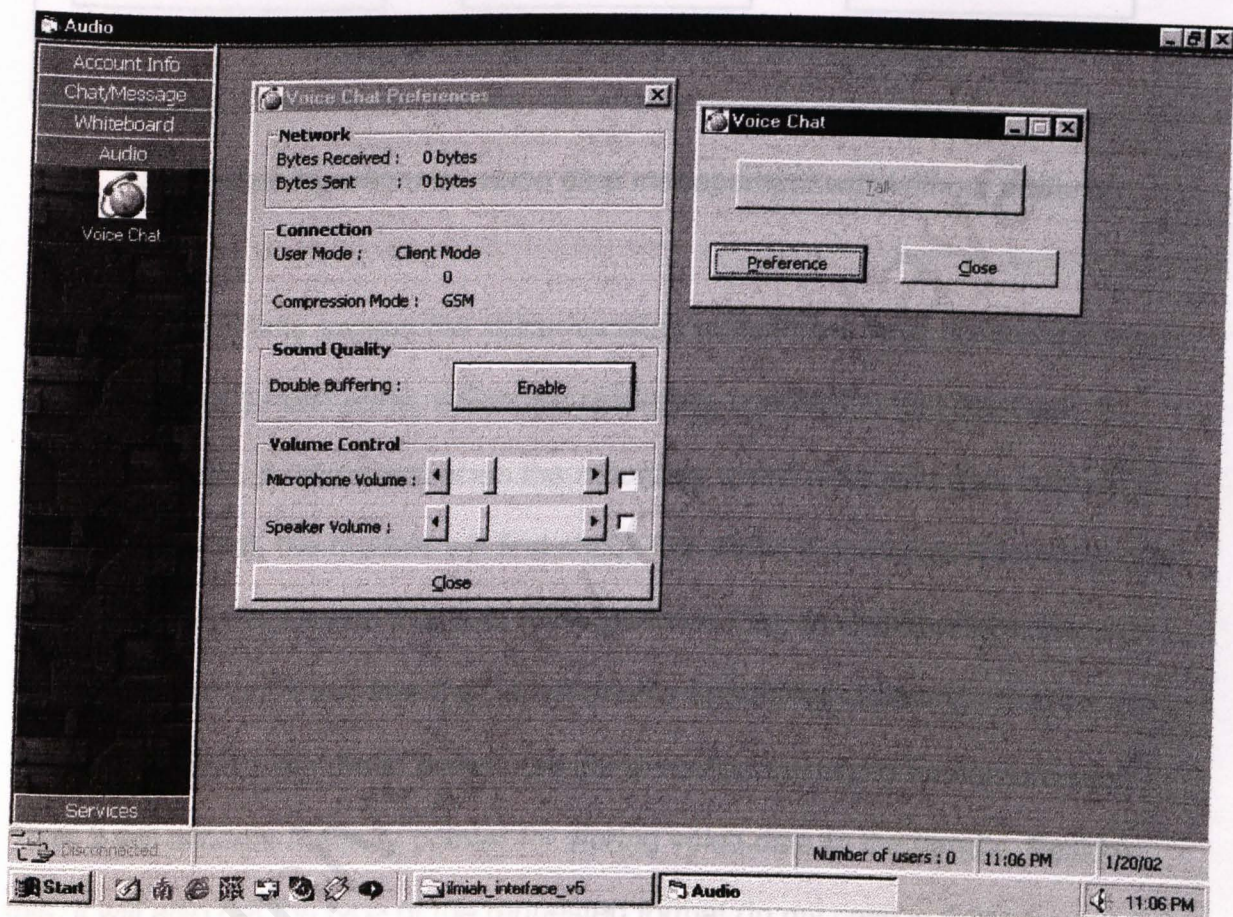 Audio
Account Info
Chat/Message
Whiteboard
Audio
Voice Chat
Services
Voice Chat Preferences
Network
Bytes Received : 0 bytes
Bytes Sent : 0 bytes
Connection
User Mode : Client Mode
0
Compression Mode : GSM
Sound Quality
Double Buffering : Enable
Volume Control
Microphone Volume :
Speaker Volume :
Close
Voice Chat
Talk
Preference Close
Disconnected Number of users : 0 11:06 PM 1/20/02
Start ilmiah_interface_v5 Audio 11:06 PM